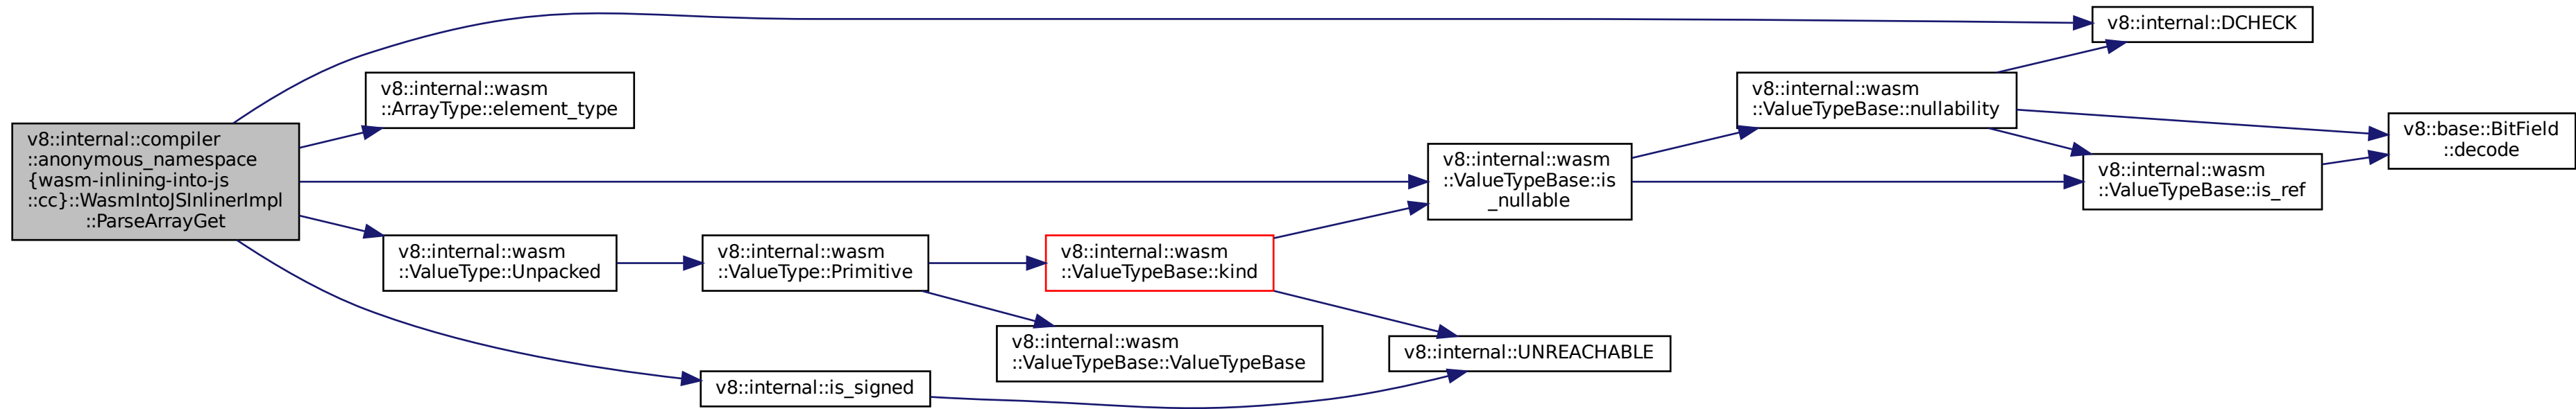 v8::internal::compiler
::anonymous_namespace
{wasm-inlining-into-js
::cc}::WasmIntoJSInlinerImpl
::ParseArrayGet
v8::internal::wasm
::ArrayType::element_type
v8::internal::wasm
::ValueType::Unpacked
v8::internal::is_signed
v8::internal::wasm
::ValueType::Primitive
v8::internal::wasm
::ValueTypeBase::kind
v8::internal::wasm
::ValueTypeBase::ValueTypeBase
v8::internal::wasm
::ValueTypeBase::is
_nullable
v8::internal::UNREACHABLE
v8::internal::wasm
::ValueTypeBase::nullability
v8::internal::DCHECK
v8::internal::wasm
::ValueTypeBase::is_ref
v8::base::BitField
::decode